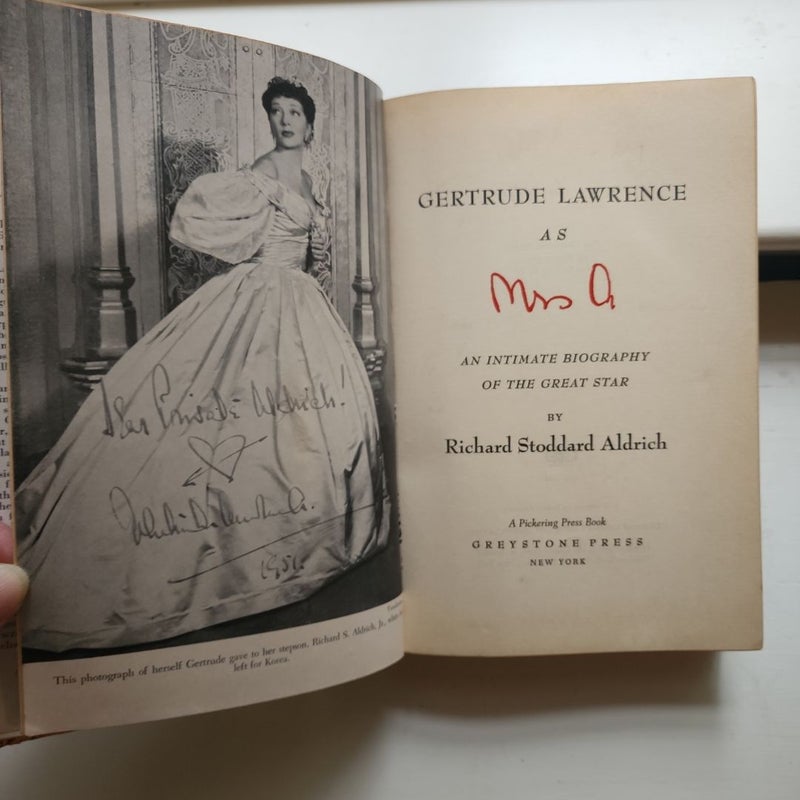 Dear Private Aldrich!
1951.
This photograph of herself Gertrude gave to her stepson, Richard S. Aldrich, Jr., when
left for Korea.
GERTRUDE LAWRENCE
AS
Mrs A
AN INTIMATE BIOGRAPHY
OF THE GREAT STAR
BY
Richard Stoddard Aldrich
A Pickering Press Book
GREYSTONE PRESS
NEW YORK